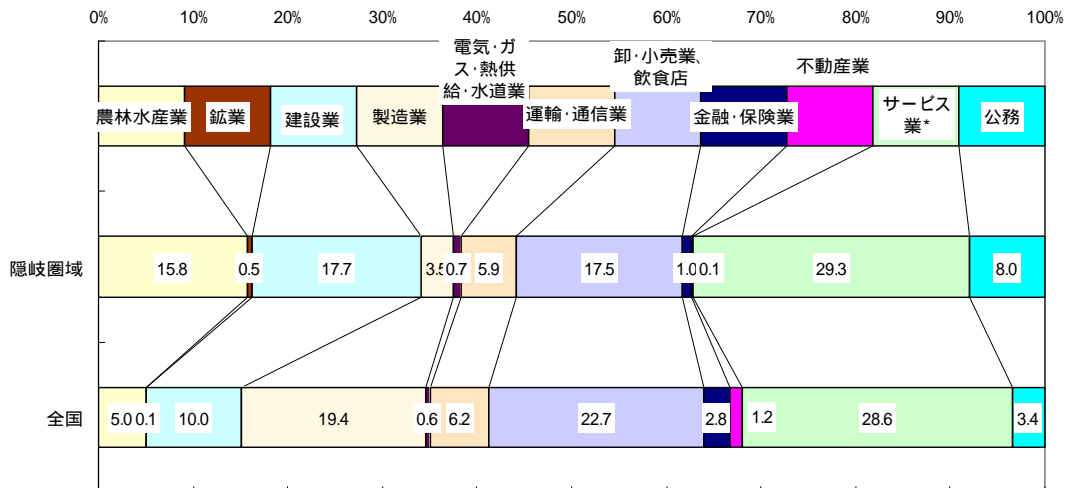 0% 10% 20% 30% 40% 50% 60% 70% 80% 90% 100%
農林水産業
鉱業
建設業
製造業
電気・ガ
ス・熱供
給・水道業
運輸・通信業
卸・小売業、
飲食店
金融・保険業
不動産業
サービス
業*
公務
隠岐圏域 15.8 0.5 17.7 3.5 0.7 5.9 17.5 1.0 0.1 29.3 8.0
全国 5.0 0.1 10.0 19.4 0.6 6.2 22.7 2.8 1.2 28.6 3.4